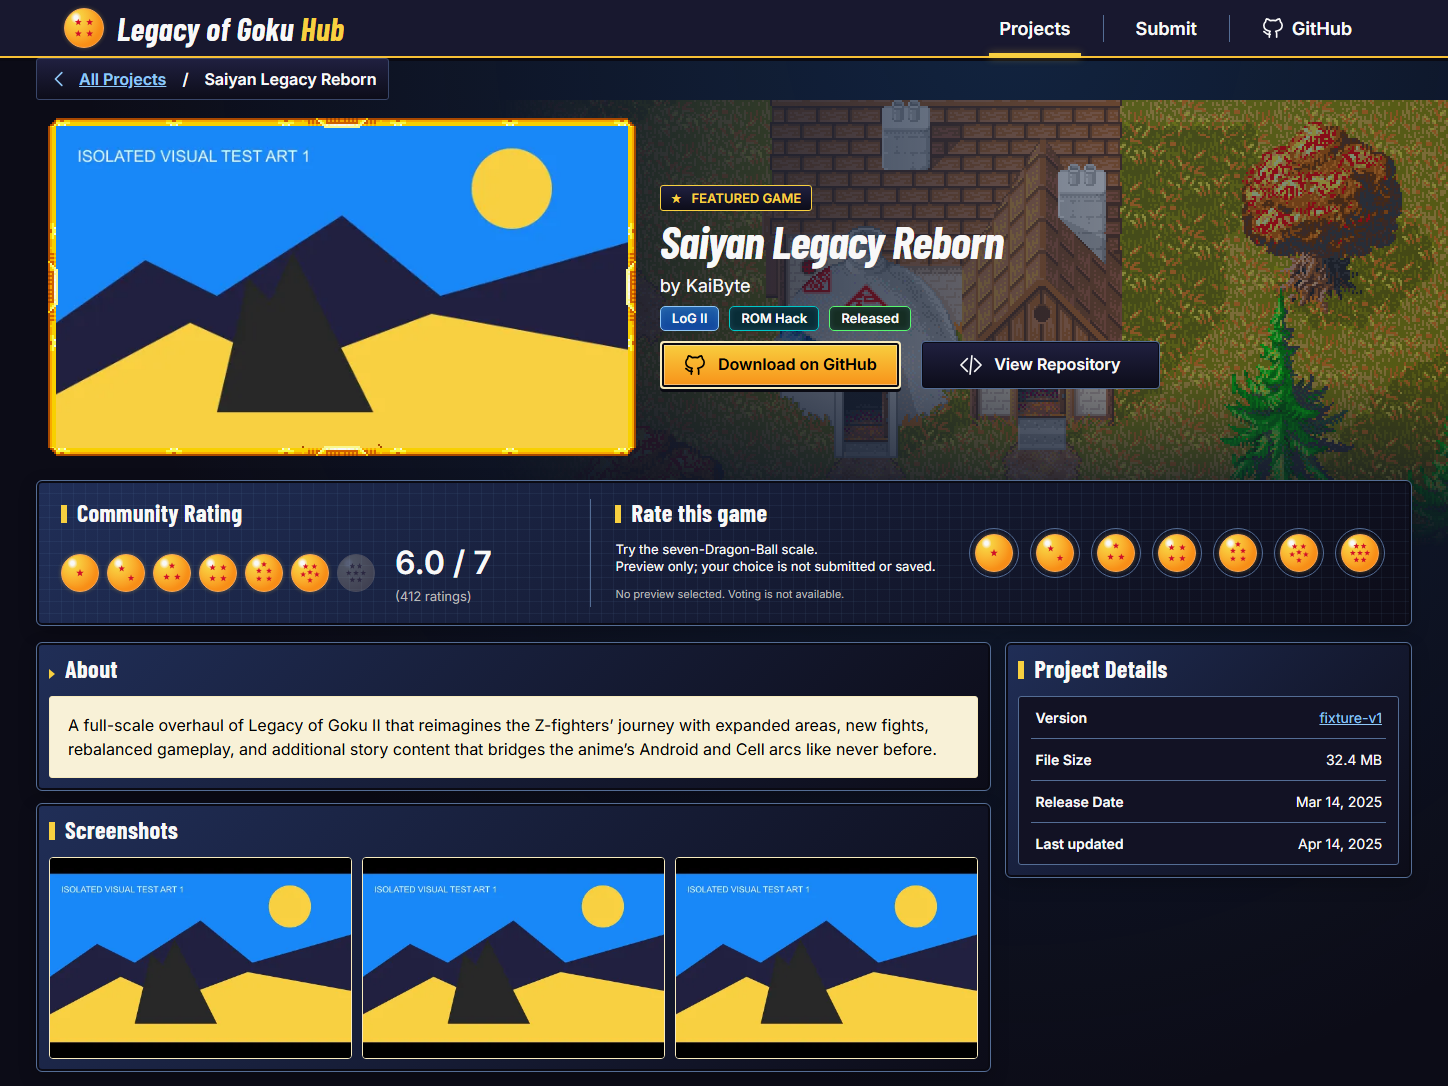 Legacy of Goku Hub
Projects
Submit
GitHub
All Projects / Saiyan Legacy Reborn
ISOLATED VISUAL TEST ART 1
★ FEATURED GAME
Saiyan Legacy Reborn
by KaiByte
LoG II
ROM Hack
Released
Download on GitHub
View Repository
Community Rating
6.0 / 7
(412 ratings)
Rate this game
Try the seven-Dragon-Ball scale.
Preview only; your choice is not submitted or saved.
No preview selected. Voting is not available.
About
A full-scale overhaul of Legacy of Goku II that reimagines the Z-fighters’ journey with expanded areas, new fights,
rebalanced gameplay, and additional story content that bridges the anime’s Android and Cell arcs like never before.
Project Details
Version fixture-v1
File Size 32.4 MB
Release Date Mar 14, 2025
Last updated Apr 14, 2025
Screenshots
ISOLATED VISUAL TEST ART 1
ISOLATED VISUAL TEST ART 1
ISOLATED VISUAL TEST ART 1